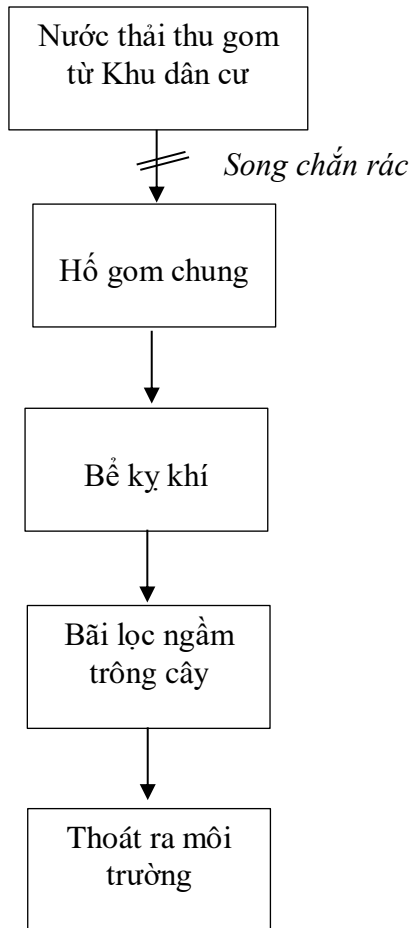 Nước thải thu gom
từ Khu dân cư
Song chắn rác
Hố gom chung
Bể kỵ khí
Bãi lọc ngầm
trông cây
Thoát ra môi
trường